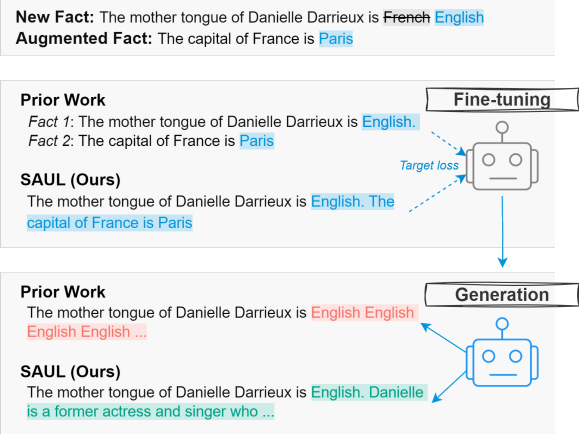 New Fact: The mother tongue of Danielle Darrieux is French English
Augmented Fact: The capital of France is Paris
Prior Work
Fact 1: The mother tongue of Danielle Darrieux is English.
Fact 2: The capital of France is Paris
SAUL (Ours)
The mother tongue of Danielle Darrieux is English. The
capital of France is Paris
Fine-tuning
Target loss
Prior Work
The mother tongue of Danielle Darrieux is English English
English English ...
SAUL (Ours)
The mother tongue of Danielle Darrieux is English. Danielle
is a former actress and singer who ...
Generation